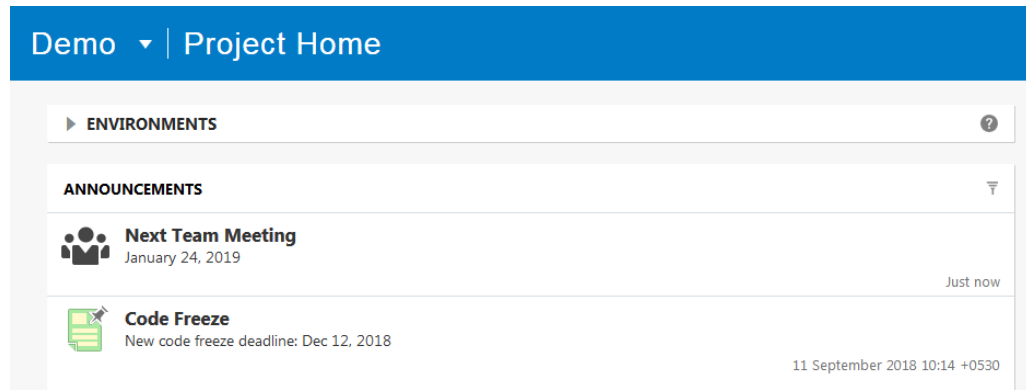 Demo Project Home
ENVIRONMENTS
?
ANNOUNCEMENTS
Next Team Meeting
January 24, 2019
Just now
Code Freeze
New code freeze deadline: Dec 12, 2018
11 September 2018 10:14 +0530